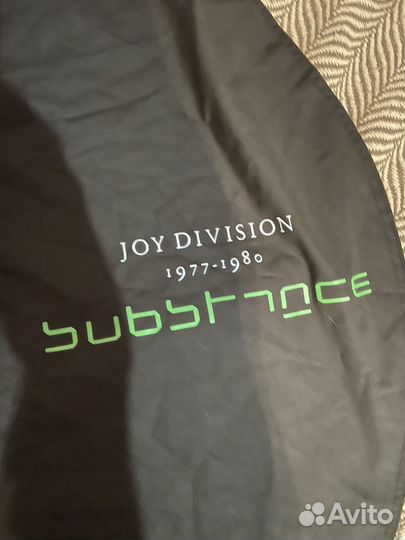 JOY DIVISION
1977-1980
SUBSTANCE
Avito